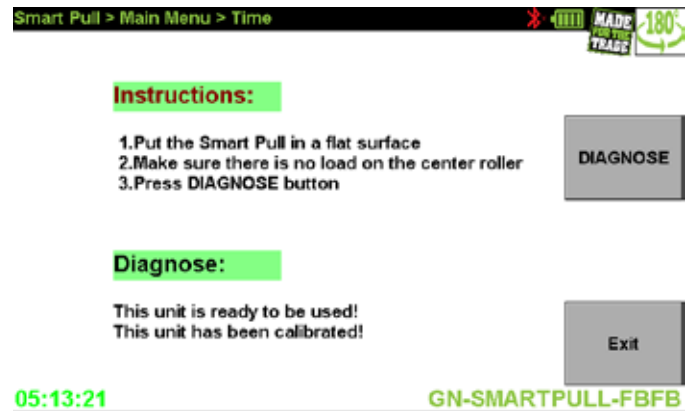 Smart Pull > Main Menu > Time
MADE
FOR THE
TRADE
180°
Instructions:
1.Put the Smart Pull in a flat surface
2.Make sure there is no load on the center roller
3.Press DIAGNOSE button
DIAGNOSE
Diagnose:
This unit is ready to be used!
This unit has been calibrated!
Exit
05:13:21
GN-SMARTPULL-FBFB